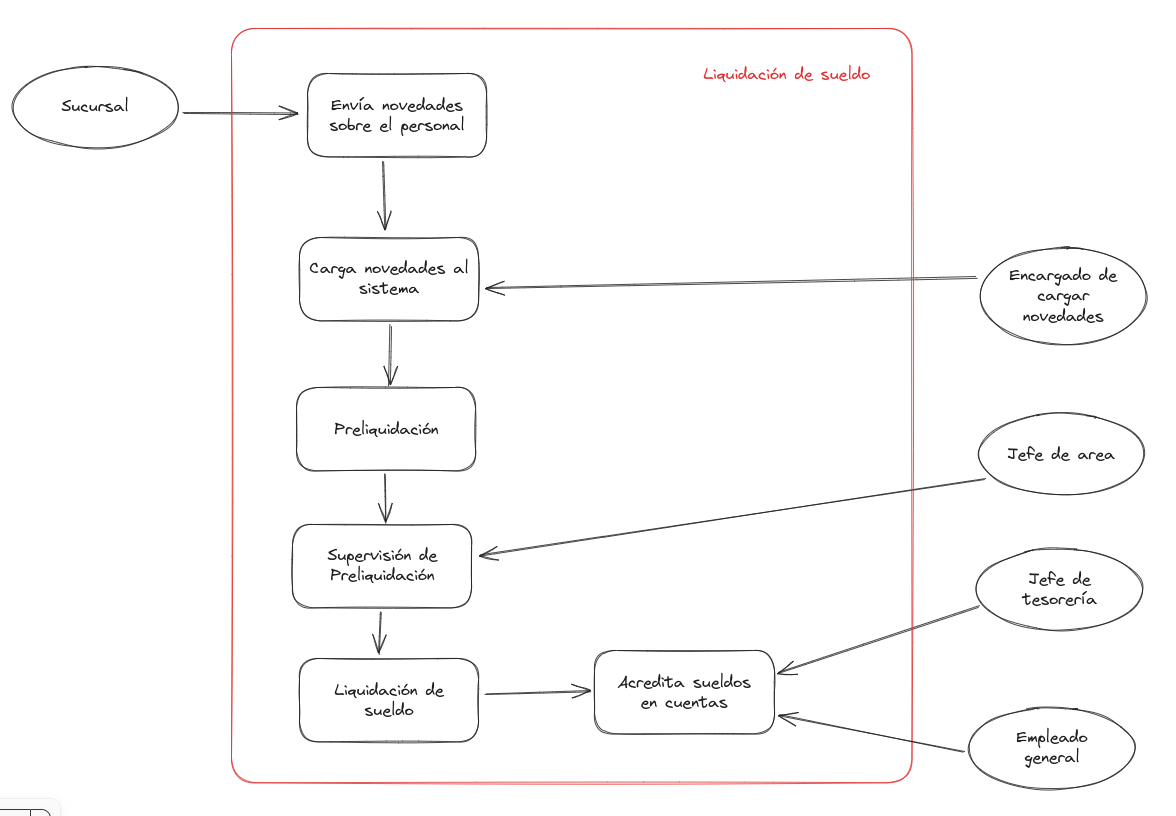 Liquidación de sueldo
Sucursal
Envía novedades
sobre el personal
Carga novedades al
sistema
Encargado de
cargar
novedades
Preliquidación
Jefe de area
Supervisión de
Preliquidación
Jefe de
tesorería
Liquidación de
sueldo
Acredita sueldos
en cuentas
Empleado
general